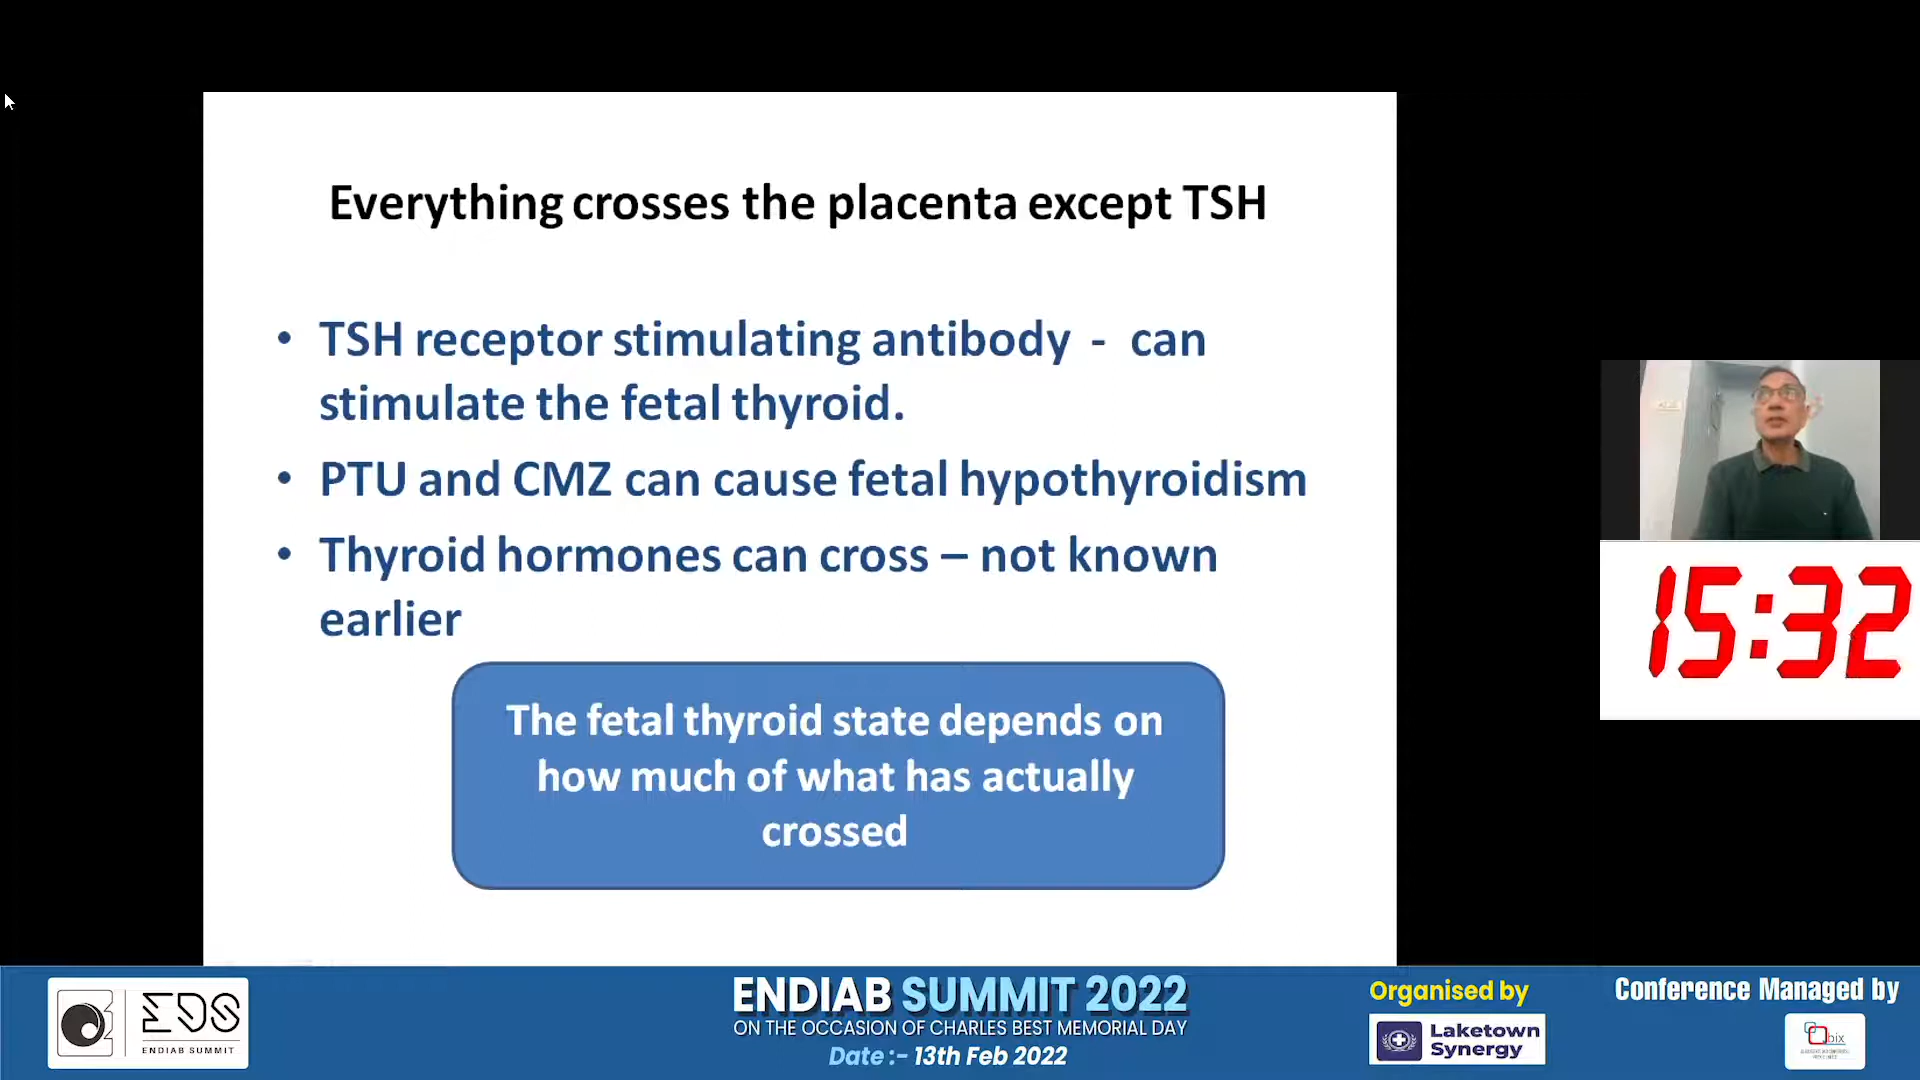 Everything crosses the placenta except TSH
• TSH receptor stimulating antibody - can
stimulate the fetal thyroid.
• PTU and CMZ can cause fetal hypothyroidism
• Thyroid hormones can cross – not known
earlier
The fetal thyroid state depends on
how much of what has actually
crossed
15:32
EDS
ENDIAB SUMMIT
ENDIAB SUMMIT 2022
ON THE OCCASION OF CHARLES BEST MEMORIAL DAY
Date :- 13th Feb 2022
Organised by
Laketown
Synergy
Conference Managed by
Qbix